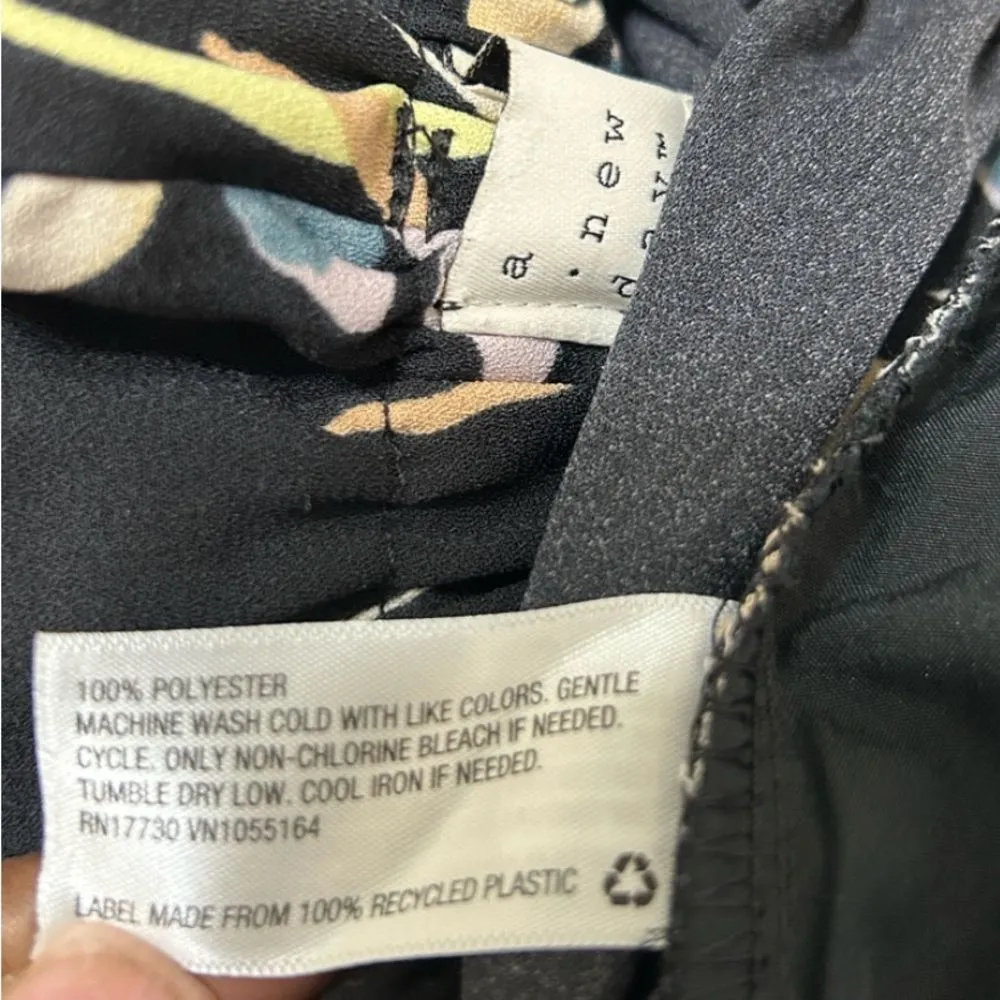 a new
day™
100% POLYESTER
MACHINE WASH COLD WITH LIKE COLORS. GENTLE
CYCLE. ONLY NON-CHLORINE BLEACH IF NEEDED.
TUMBLE DRY LOW. COOL IRON IF NEEDED.
RN17730 VN1055164
LABEL MADE FROM 100% RECYCLED PLASTIC